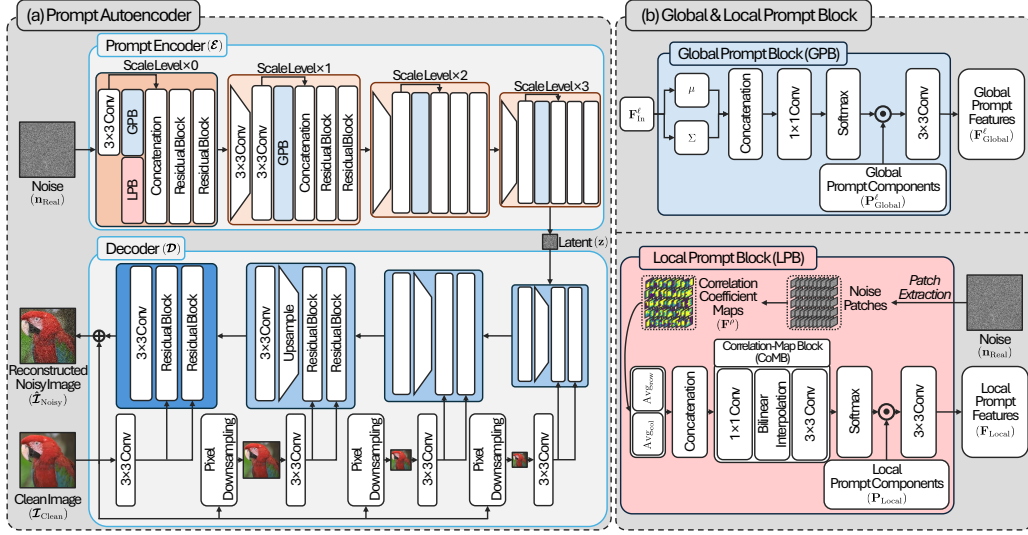 (a) Prompt Autoencoder
Prompt Encoder (ℰ)
Scale Level×0
Scale Level×1
Scale Level×2
Scale Level×3
3×3 Conv
GPB
LPB
Concatenation
Residual Block
Residual Block
3×3 Conv
3×3 Conv
GPB
Concatenation
Residual Block
Residual Block
Noise
(n_Real)
Latent (z)
Decoder (𝒟)
3×3 Conv
Residual Block
Residual Block
3×3 Conv
Upsample
Residual Block
Residual Block
Reconstructed
Noisy Image
(Î_Noisy)
Clean Image
(I_Clean)
3×3 Conv
Pixel
Downsampling
3×3 Conv
Pixel
Downsampling
3×3 Conv
Pixel
Downsampling
3×3 Conv
(b) Global & Local Prompt Block
Global Prompt Block (GPB)
F^ℓ_In
μ
Σ
Concatenation
1×1 Conv
Softmax
3×3 Conv
Global
Prompt Components
(P^ℓ_Global)
Global
Prompt
Features
(F^ℓ_Global)
Local Prompt Block (LPB)
Correlation
Coefficient
Maps
(F^ρ)
Noise
Patches
Patch
Extraction
Noise
(n_Real)
Avg_row
Avg_col
Concatenation
Correlation-Map Block
(CoMB)
1×1 Conv
Bilinear
Interpolation
3×3 Conv
Softmax
3×3 Conv
Local
Prompt Components
(P_Local)
Local
Prompt
Features
(F_Local)